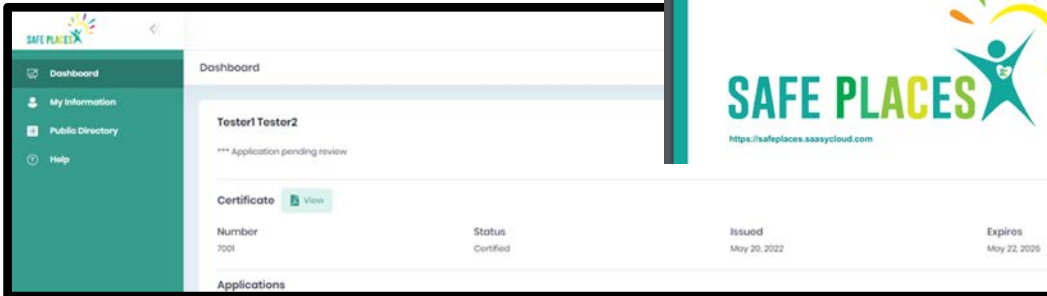 SAFE PLACES
Dashboard
My Information
Public Directory
Help
Dashboard
Tester1 Tester2
*** Application pending review
Certificate View
Number Status Issued Expires
7001 Certified May 20, 2022 May 22, 2026
Applications
SAFE PLACES
https://safeplaces.saasycloud.com